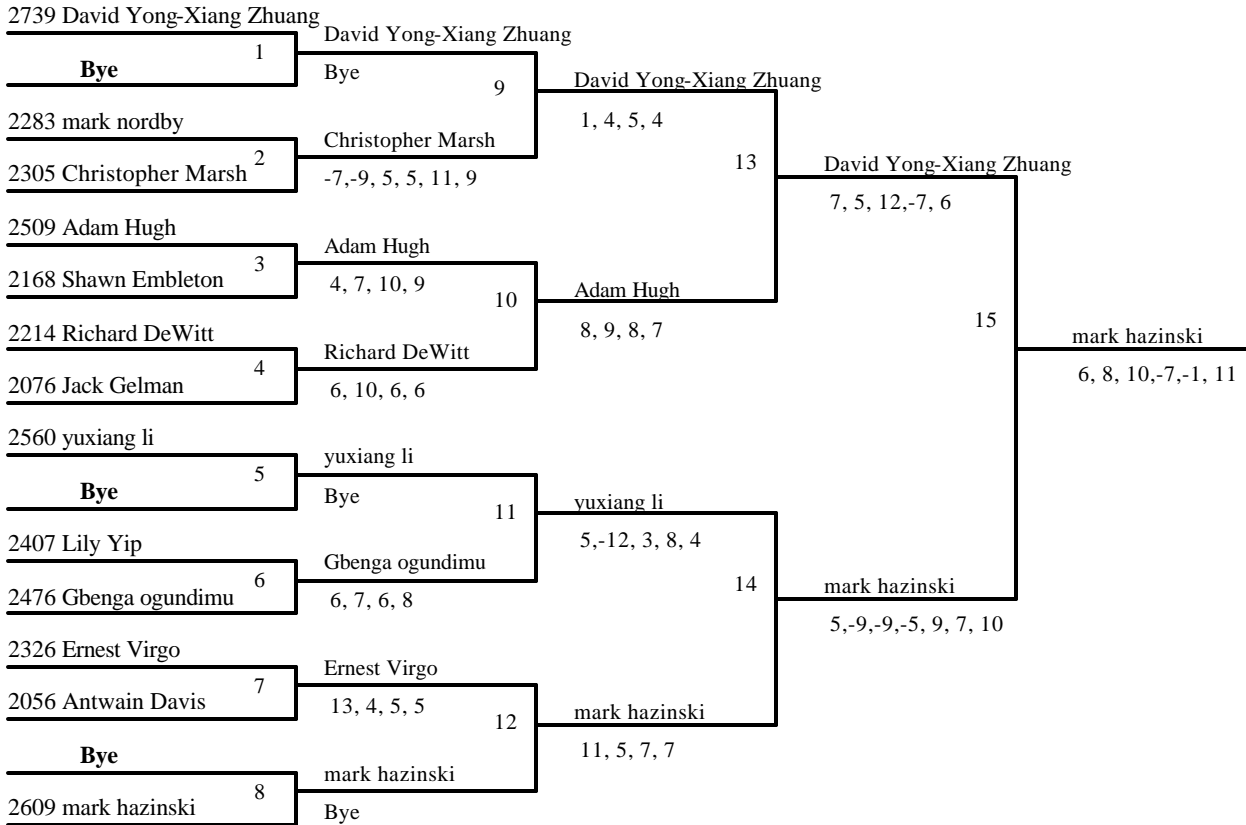 2739 David Yong-Xiang Zhuang
1
Bye
2283 mark nordby
2
2305 Christopher Marsh
2509 Adam Hugh
3
2168 Shawn Embleton
2214 Richard DeWitt
4
2076 Jack Gelman
2560 yuxiang li
5
Bye
2407 Lily Yip
6
2476 Gbenga ogundimu
2326 Ernest Virgo
7
2056 Antwain Davis
Bye
8
2609 mark hazinski
David Yong-Xiang Zhuang
Bye
9
Christopher Marsh
-7,-9, 5, 5, 11, 9
Adam Hugh
4, 7, 10, 9
10
Richard DeWitt
6, 10, 6, 6
yuxiang li
Bye
11
Gbenga ogundimu
6, 7, 6, 8
Ernest Virgo
13, 4, 5, 5
12
mark hazinski
Bye
David Yong-Xiang Zhuang
1, 4, 5, 4
13
Adam Hugh
8, 9, 8, 7
yuxiang li
5,-12, 3, 8, 4
14
mark hazinski
11, 5, 7, 7
David Yong-Xiang Zhuang
7, 5, 12,-7, 6
15
mark hazinski
5,-9,-9,-5, 9, 7, 10
mark hazinski
6, 8, 10,-7,-1, 11